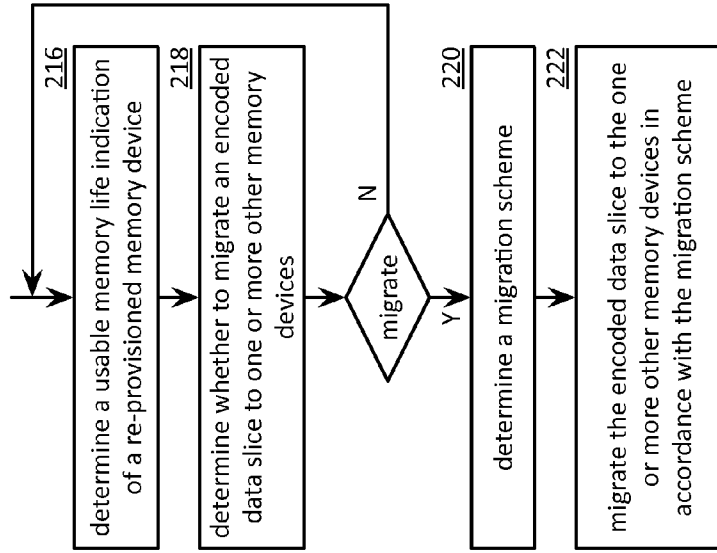 216
determine a usable memory life indication
of a re-provisioned memory device
218
determine whether to migrate an encoded
data slice to one or more other memory
devices
migrate
N
Y
220
determine a migration scheme
222
migrate the encoded data slice to the one
or more other memory devices in
accordance with the migration scheme